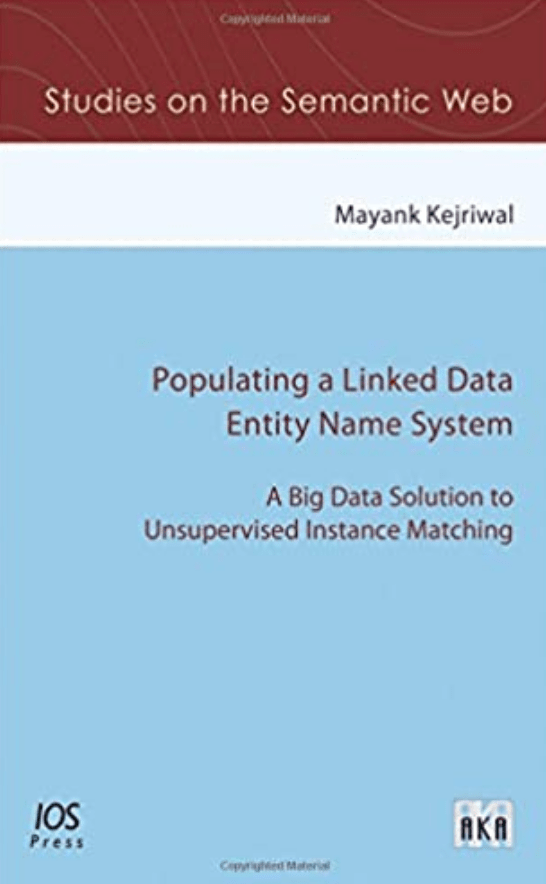 Copyrighted Material
Studies on the Semantic Web
Mayank Kejriwal
Populating a Linked Data
Entity Name System
A Big Data Solution to
Unsupervised Instance Matching
IOS
Press
AKA
Copyrighted Material